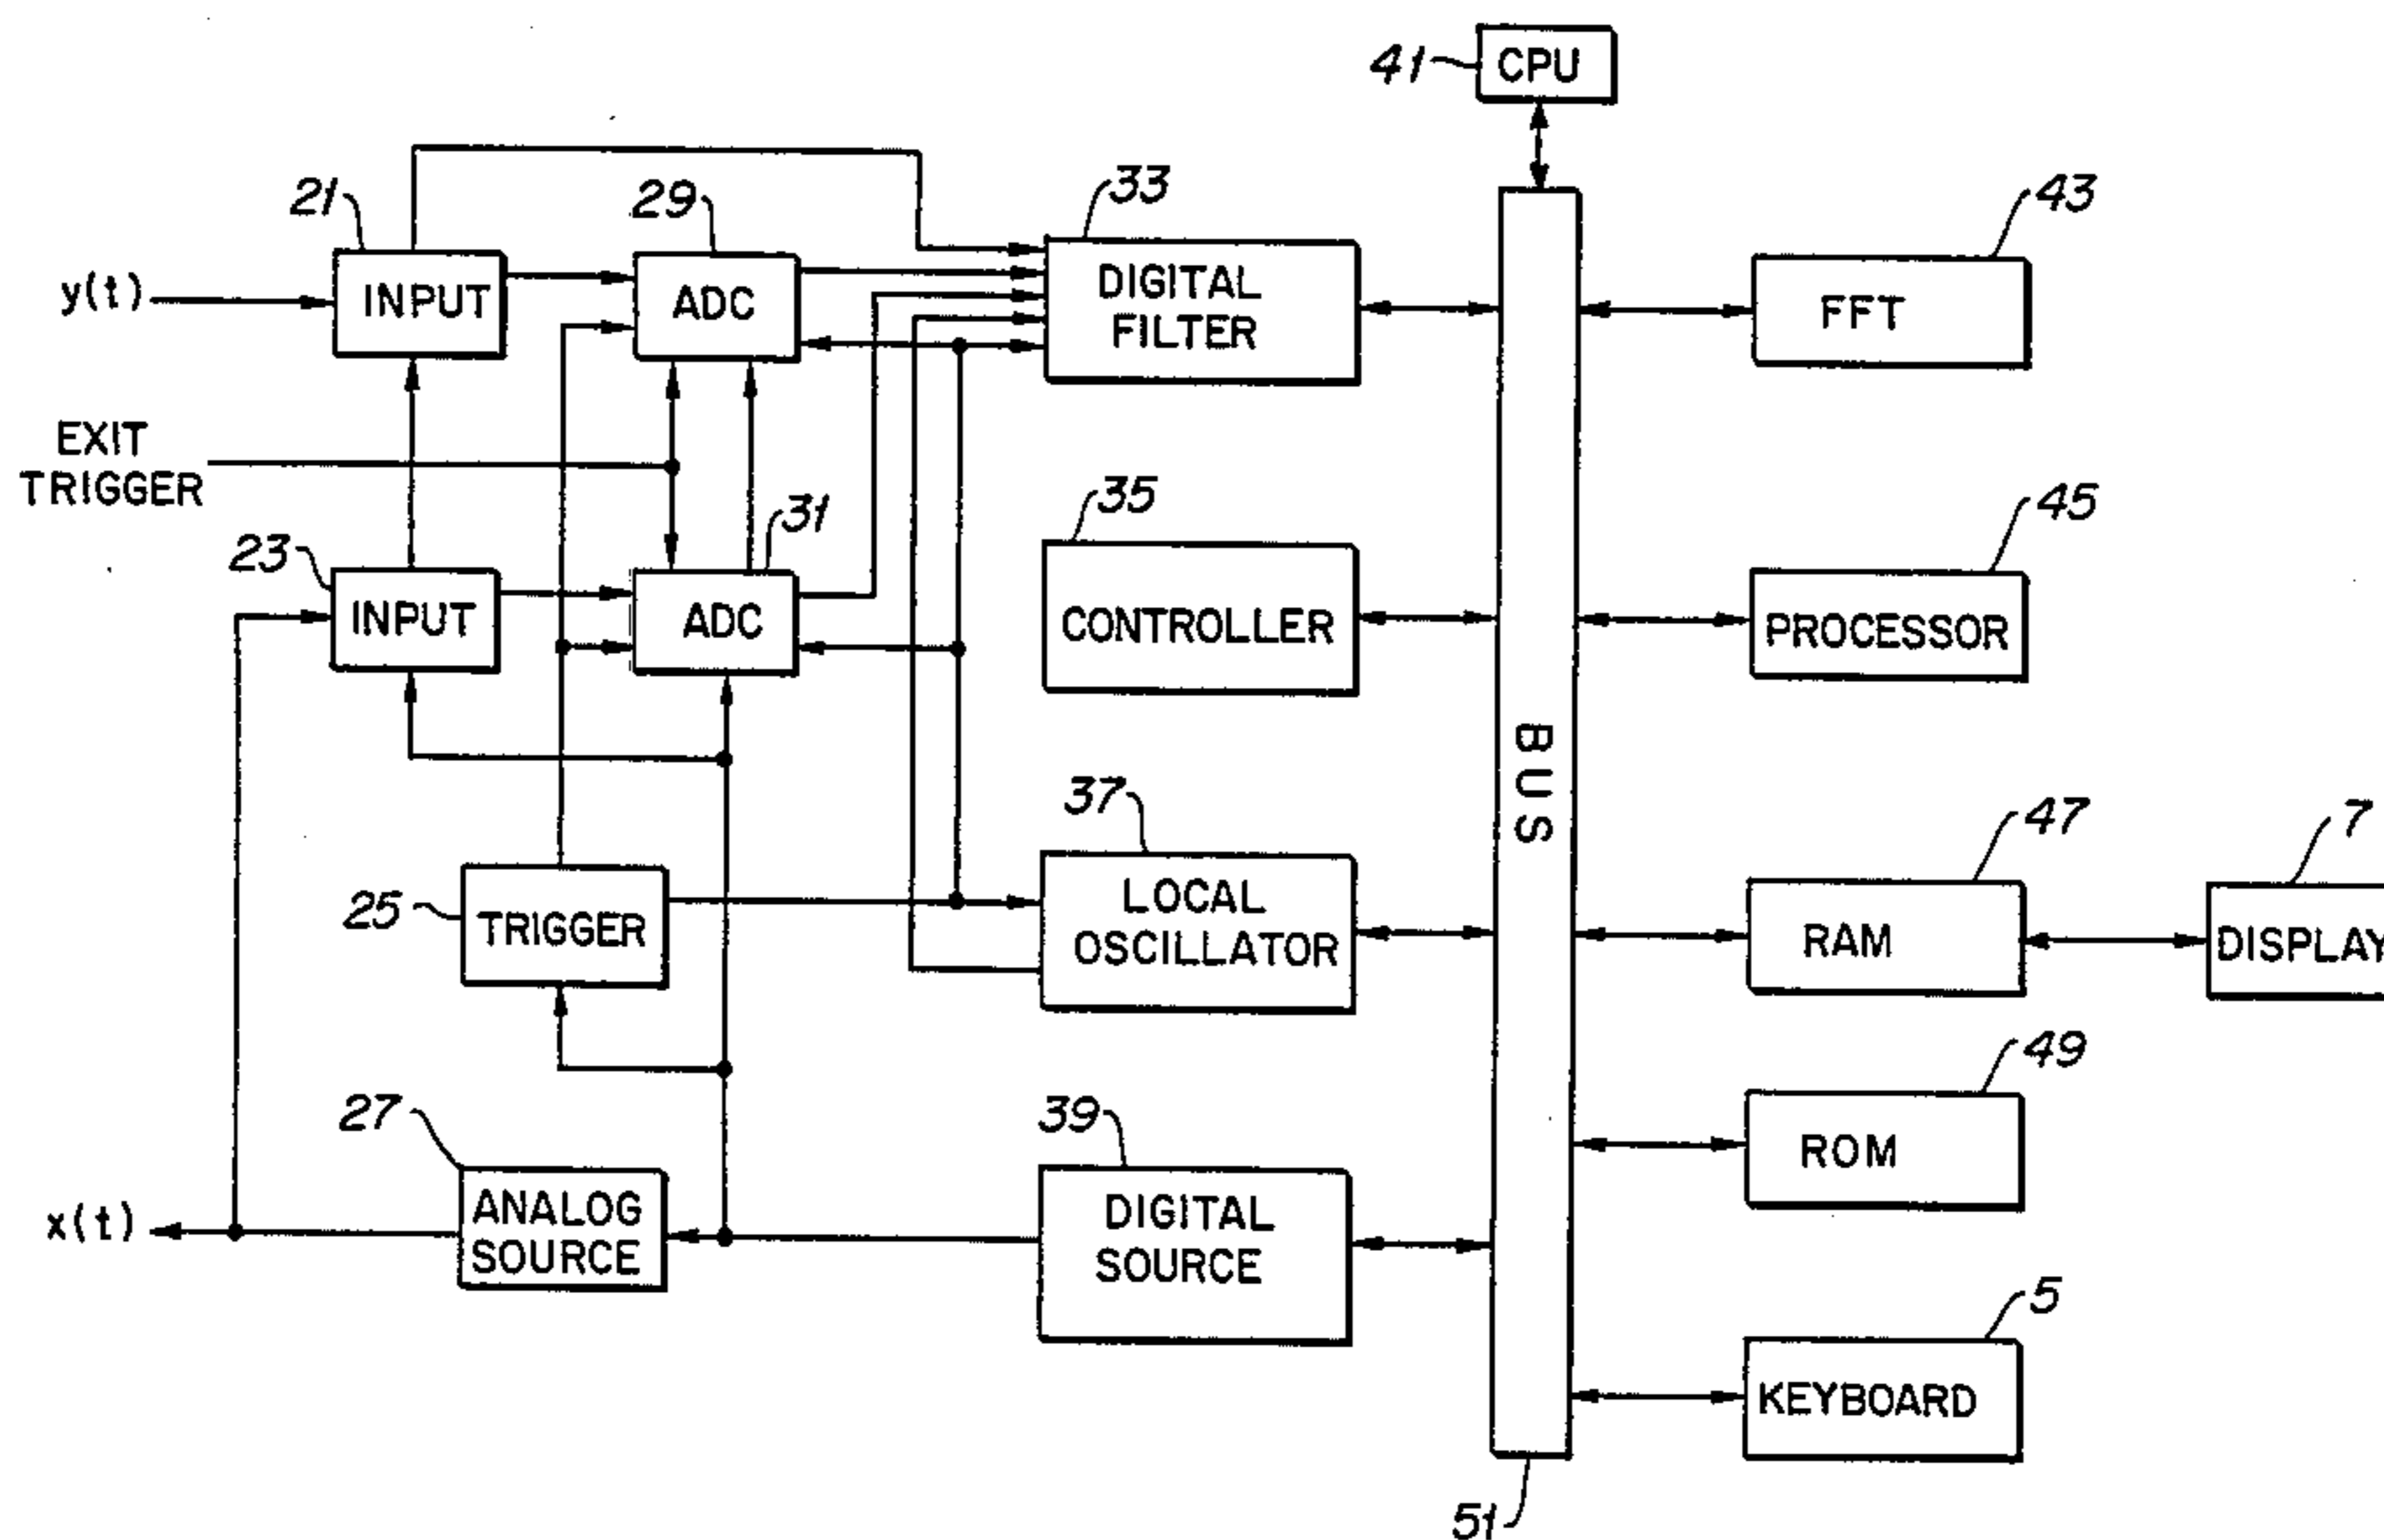 41
CPU
21
29
33
43
y(t)
INPUT
ADC
DIGITAL
FILTER
FFT
EXIT
TRIGGER
23
31
35
45
INPUT
ADC
CONTROLLER
PROCESSOR
BUS
37
47
7
25
TRIGGER
LOCAL
OSCILLATOR
RAM
DISPLAY
27
39
49
x(t)
ANALOG
SOURCE
DIGITAL
SOURCE
ROM
5
KEYBOARD
51